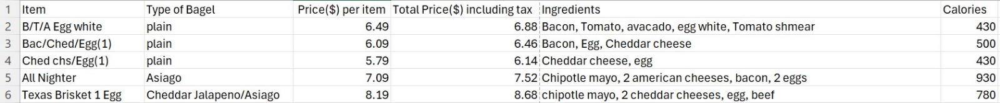 1 Item Type of Bagel Price($) per item Total Price($) including tax Ingredients Calories
2 B/T/A Egg white plain 6.49 6.88 Bacon, Tomato, avacado, egg white, Tomato shmear 430
3 Bac/Ched/Egg(1) plain 6.09 6.46 Bacon, Egg, Cheddar cheese 500
4 Ched chs/Egg(1) plain 5.79 6.14 Cheddar cheese, egg 430
5 All Nighter Asiago 7.09 7.52 Chipotle mayo, 2 american cheeses, bacon, 2 eggs 930
6 Texas Brisket 1 Egg Cheddar Jalapeno/Asiago 8.19 8.68 chipotle mayo, 2 cheddar cheeses, egg, beef 780